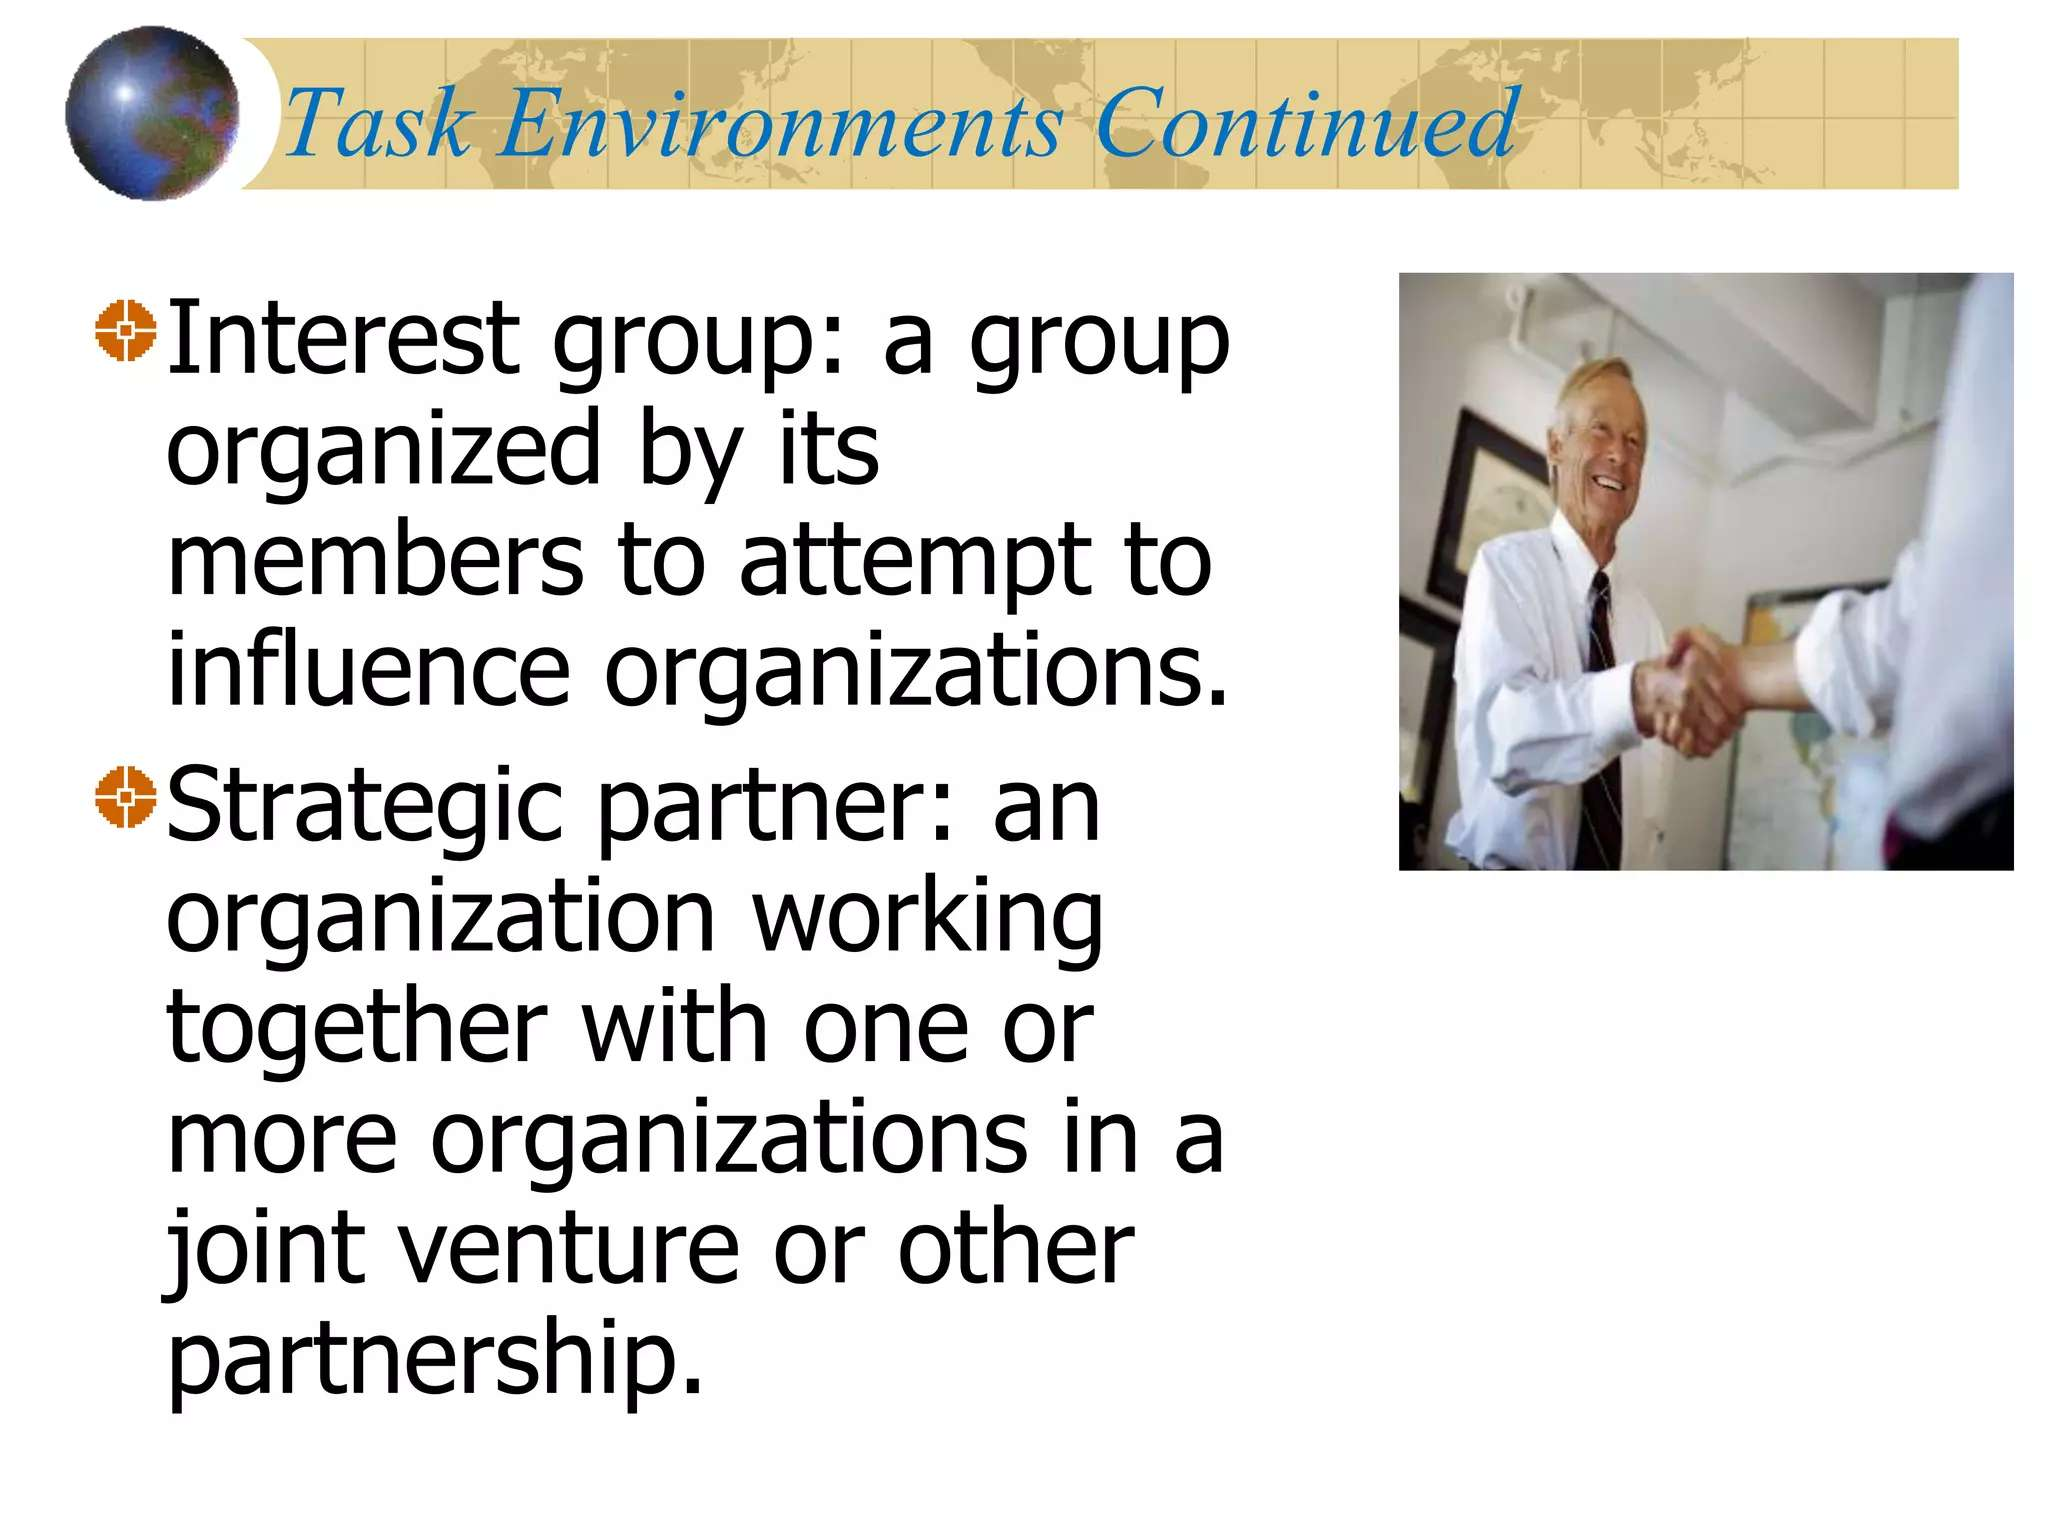 Task Environments Continued
Interest group: a group
organized by its
members to attempt to
influence organizations.
Strategic partner: an
organization working
together with one or
more organizations in a
joint venture or other
partnership.